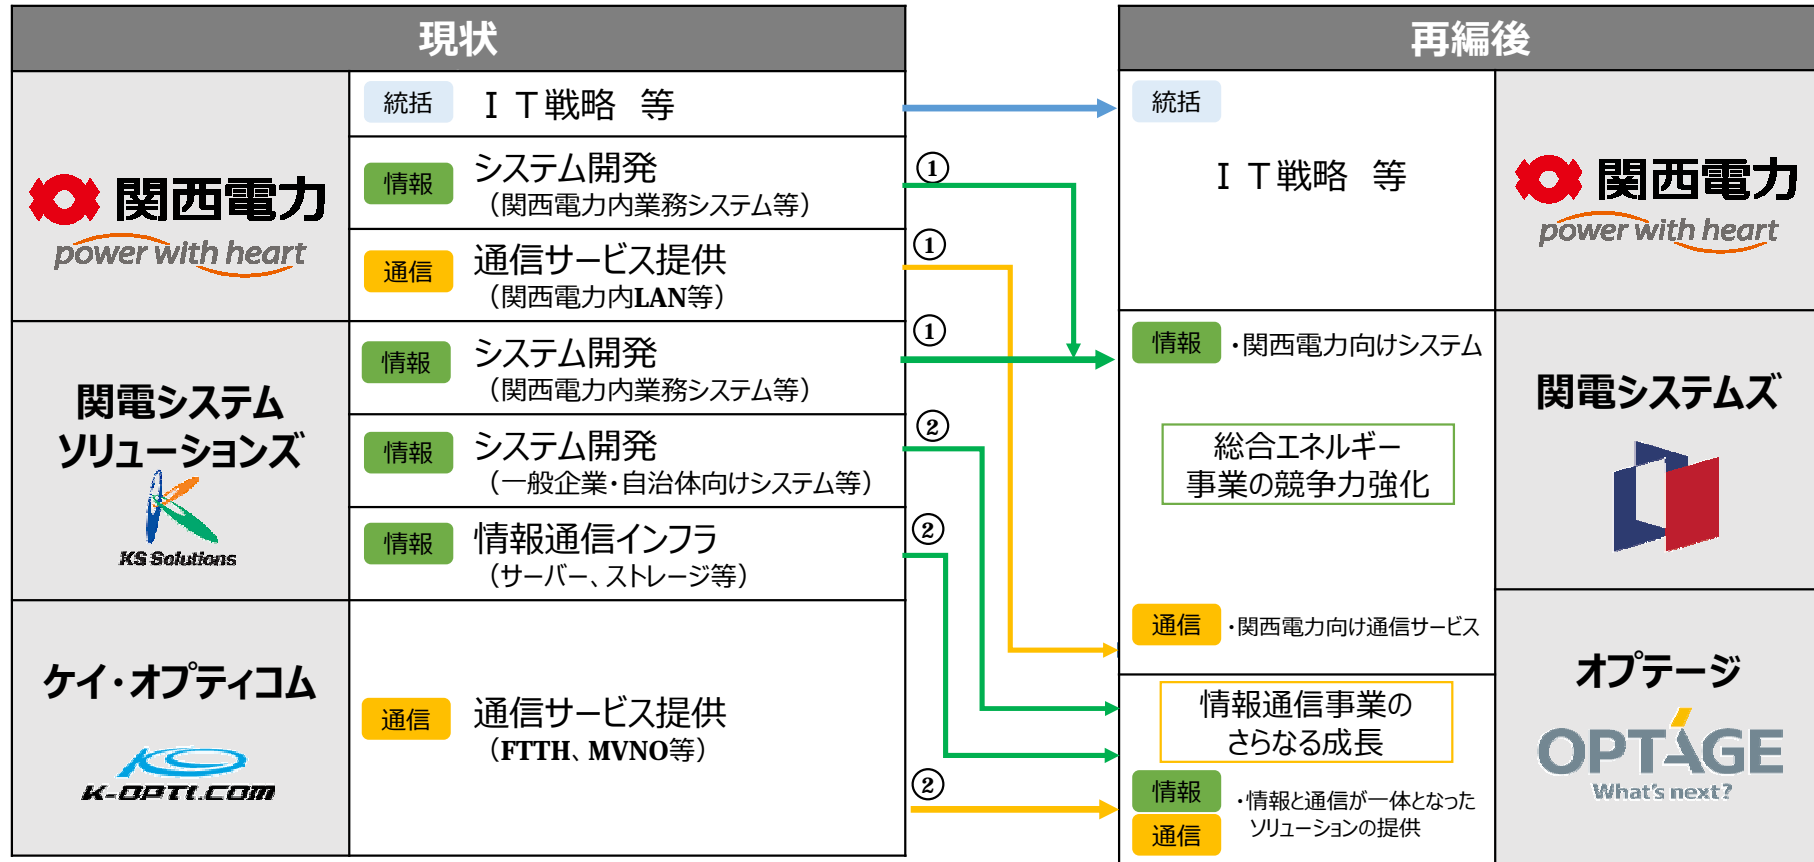 現状
関西電力
power with heart
統括 ＩＴ戦略 等
情報 システム開発
（関西電力内業務システム等）
通信 通信サービス提供
（関西電力内LAN等）
関電システム
ソリューションズ
KS Solutions
情報 システム開発
（関西電力内業務システム等）
情報 システム開発
（一般企業・自治体向けシステム等）
情報 情報通信インフラ
（サーバー、ストレージ等）
ケイ・オプティコム
K-OPTI.COM
通信 通信サービス提供
（FTTH、MVNO等）
①
①
①
②
②
②
再編後
統括
ＩＴ戦略 等
関西電力
power with heart
情報 ・関西電力向けシステム
総合エネルギー
事業の競争力強化
通信 ・関西電力向け通信サービス
関電システムズ
情報通信事業の
さらなる成長
情報
通信
・情報と通信が一体となった
ソリューションの提供
オプテージ
OPTAGE
What's next?